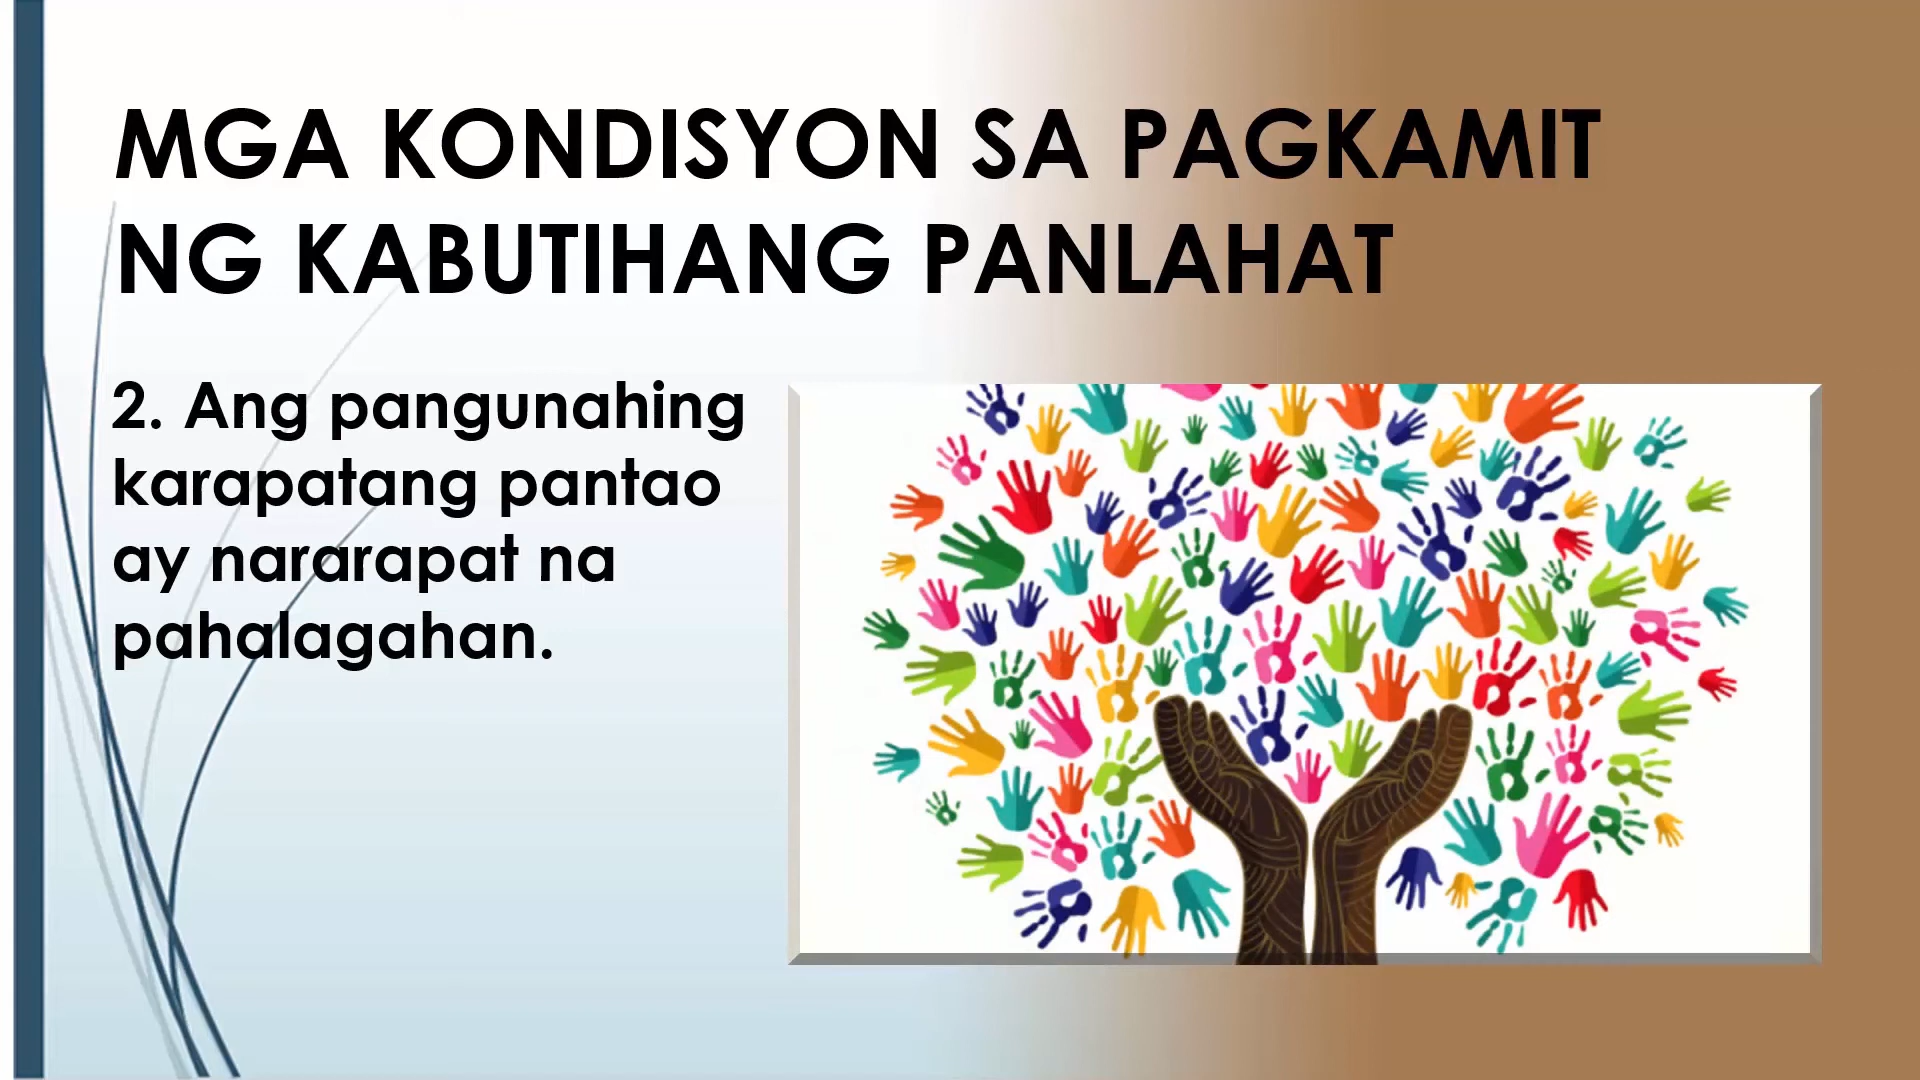 MGA KONDISYON SA PAGKAMIT
NG KABUTIHANG PANLAHAT
2. Ang pangunahing
karapatang pantao
ay nararapat na
pahalagahan.